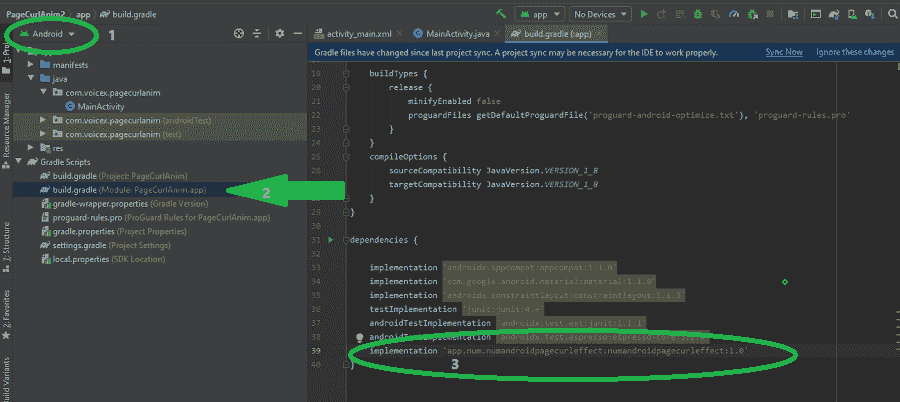 PageCurlAnim2 › app › build.gradle
app
No Devices
Android
1
activity_main.xml
MainActivity.java
build.gradle (:app)
Gradle files have changed since last project sync. A project sync may be necessary for the IDE to work properly.
Sync Now
Ignore these changes
1: Project
Resource Manager
7: Structure
2: Favorites
Build Variants
manifests
java
com.voicex.pagecurlanim
MainActivity
com.voicex.pagecurlanim (androidTest)
com.voicex.pagecurlanim (test)
res
Gradle Scripts
build.gradle (Project: PageCurlAnim)
build.gradle (Module: PageCurlAnim.app)
2
gradle-wrapper.properties (Gradle Version)
proguard-rules.pro (ProGuard Rules for PageCurlAnim.app)
gradle.properties (Project Properties)
settings.gradle (Project Settings)
local.properties (SDK Location)
19 buildTypes {
20 release {
21 minifyEnabled false
22 proguardFiles getDefaultProguardFile('proguard-android-optimize.txt'), 'proguard-rules.pro'
23 }
24 }
25 compileOptions {
26 sourceCompatibility JavaVersion.VERSION_1_8
27 targetCompatibility JavaVersion.VERSION_1_8
28 }
29 }
30
31 dependencies {
32
33 implementation 'androidx.appcompat:appcompat:1.1.0'
34 implementation 'com.google.android.material:material:1.1.0'
35 implementation 'androidx.constraintlayout:constraintlayout:1.1.3'
36 testImplementation 'junit:junit:4.+'
37 androidTestImplementation 'androidx.test.ext:junit:1.1.1'
38 androidTestImplementation 'androidx.test.espresso:espresso-core:3.1.0'
39 implementation 'app.num.numandroidpagecurleffect:numandroidpagecurleffect:1.0'
3
40 }